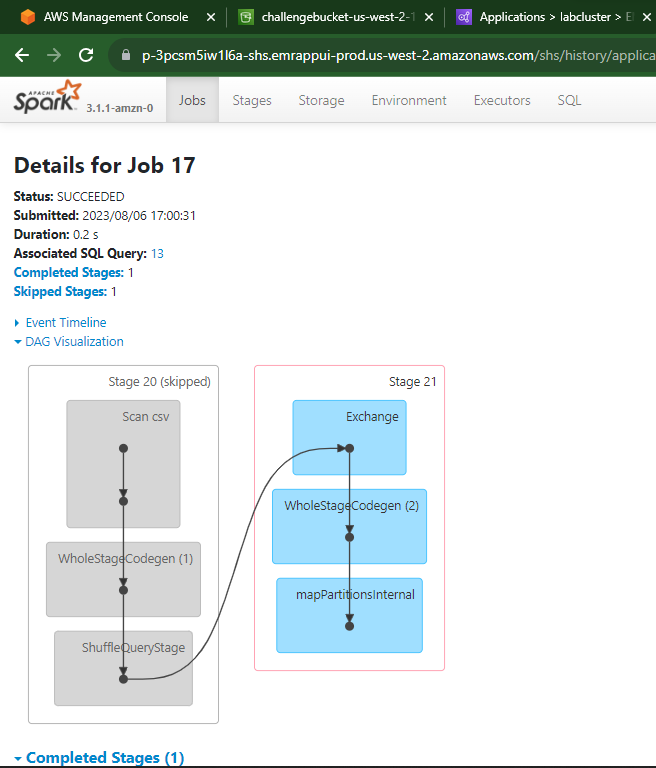 AWS Management Console
challengebucket-us-west-2-1
Applications > labcluster >
p-3pcsm5iw1l6a-shs.emrappui-prod.us-west-2.amazonaws.com/shs/history/applica
APACHE
Spark 3.1.1-amzn-0
Jobs
Stages
Storage
Environment
Executors
SQL
Details for Job 17
Status: SUCCEEDED
Submitted: 2023/08/06 17:00:31
Duration: 0.2 s
Associated SQL Query: 13
Completed Stages: 1
Skipped Stages: 1
Event Timeline
DAG Visualization
Stage 20 (skipped)
Scan csv
WholeStageCodegen (1)
ShuffleQueryStage
Stage 21
Exchange
WholeStageCodegen (2)
mapPartitionsInternal
Completed Stages (1)